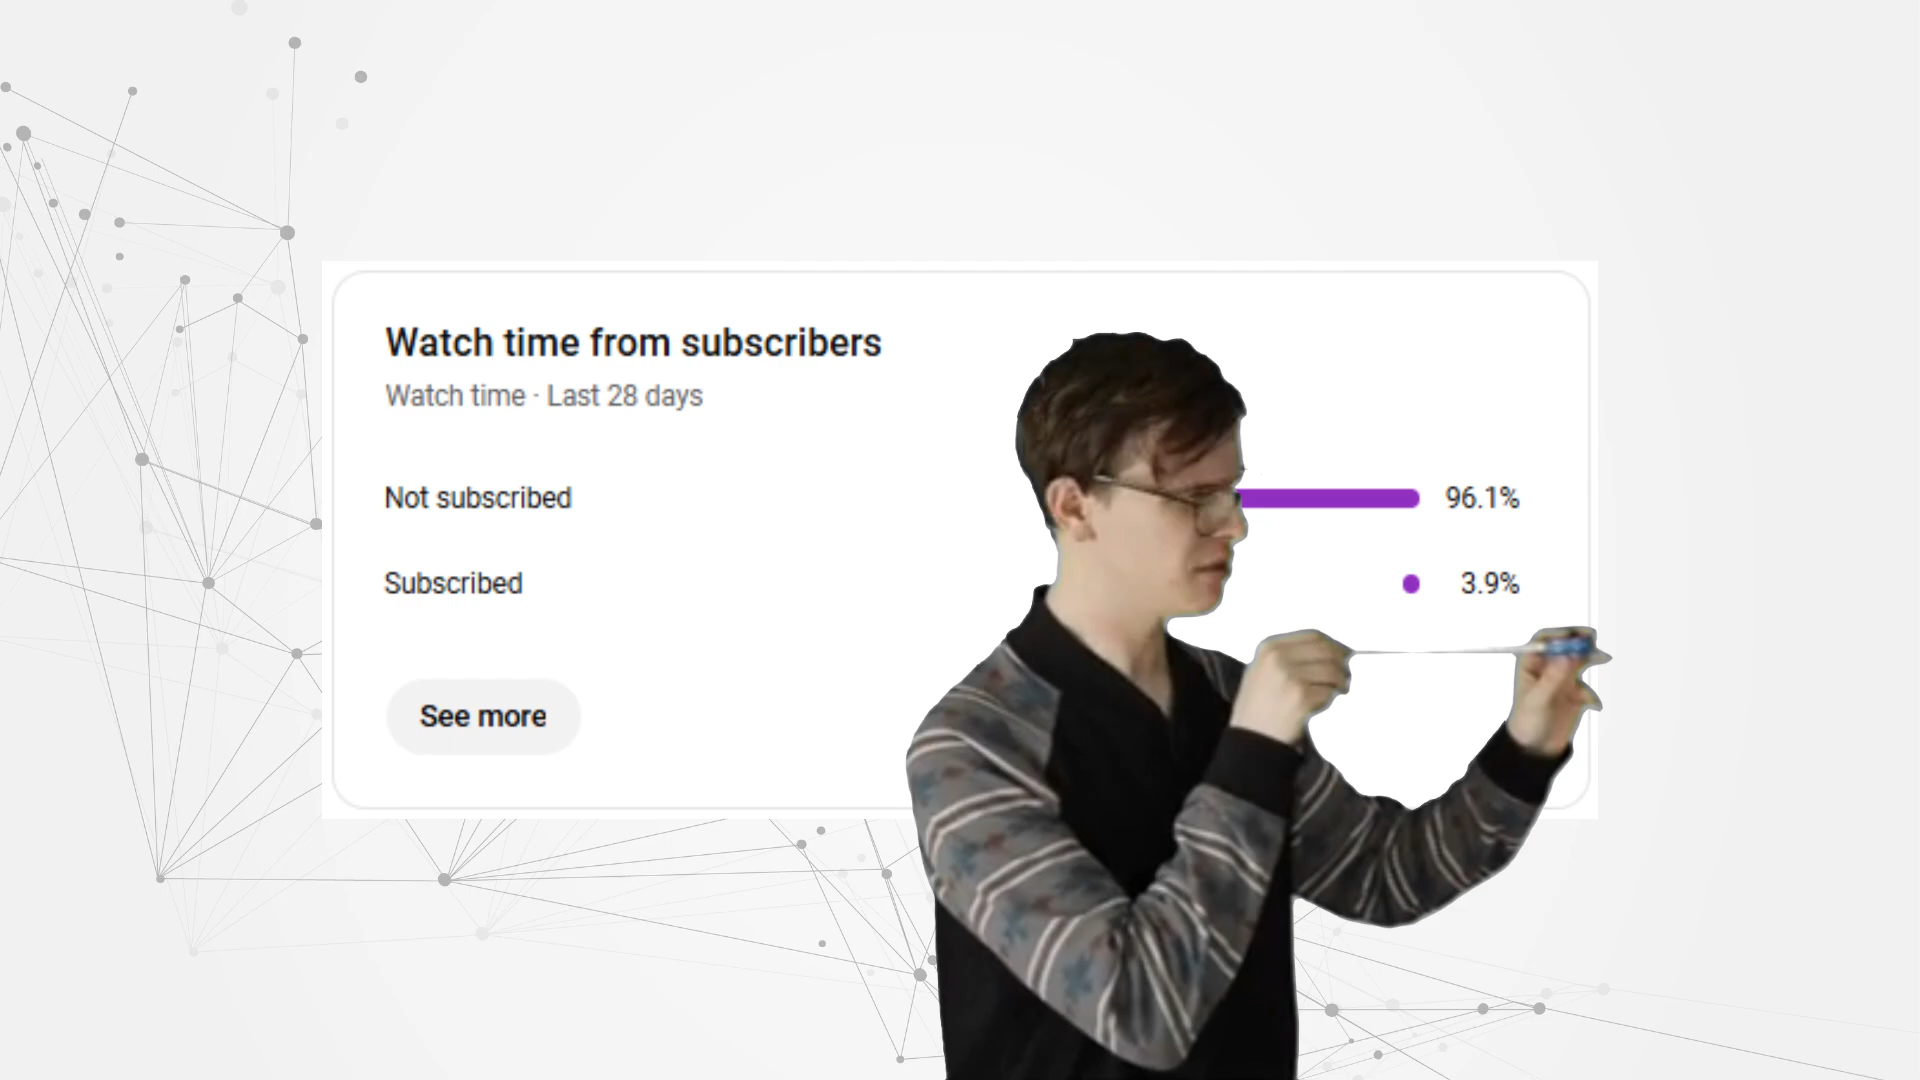 Watch time from subscribers
Watch time · Last 28 days
Not subscribed 96.1%
Subscribed 3.9%
See more